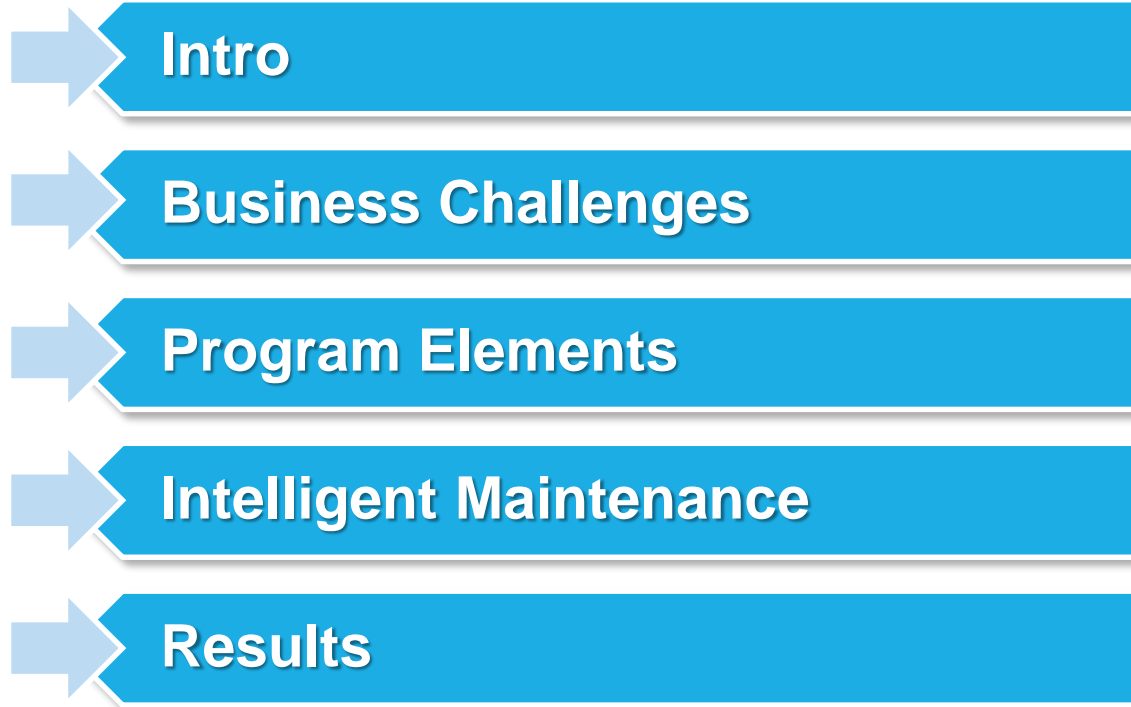 Intro
Business Challenges
Program Elements
Intelligent Maintenance
Results